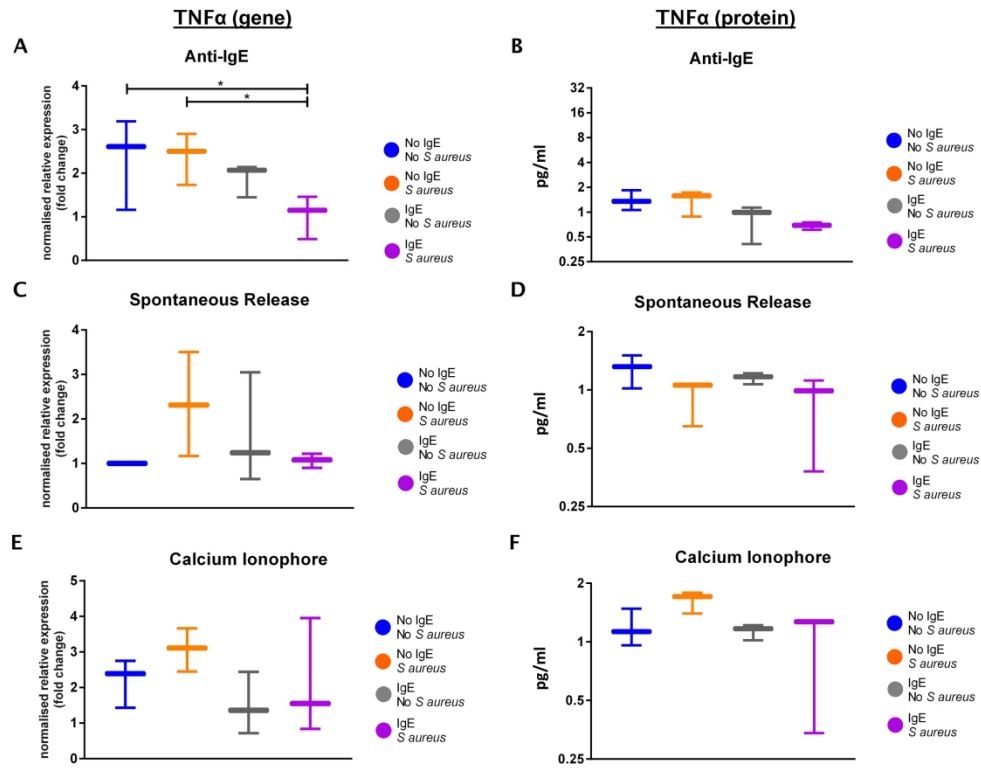 TNFα (gene)
TNFα (protein)
A
Anti-IgE
*
*
normalised relative expression
(fold change)
4
3
2
1
0
No IgE
No S aureus
No IgE
S aureus
IgE
No S aureus
IgE
S aureus
B
Anti-IgE
pg/ml
32
16
8
4
2
1
0.5
0.25
No IgE
No S aureus
No IgE
S aureus
IgE
No S aureus
IgE
S aureus
C
Spontaneous Release
normalised relative expression
(fold change)
4
3
2
1
0
No IgE
No S aureus
No IgE
S aureus
IgE
No S aureus
IgE
S aureus
D
Spontaneous Release
pg/ml
2
1
0.5
0.25
No IgE
No S aureus
No IgE
S aureus
IgE
No S aureus
IgE
S aureus
E
Calcium Ionophore
normalised relative expression
(fold change)
5
4
3
2
1
0
No IgE
No S aureus
No IgE
S aureus
IgE
No S aureus
IgE
S aureus
F
Calcium Ionophore
pg/ml
2
1
0.5
0.25
No IgE
No S aureus
No IgE
S aureus
IgE
No S aureus
IgE
S aureus